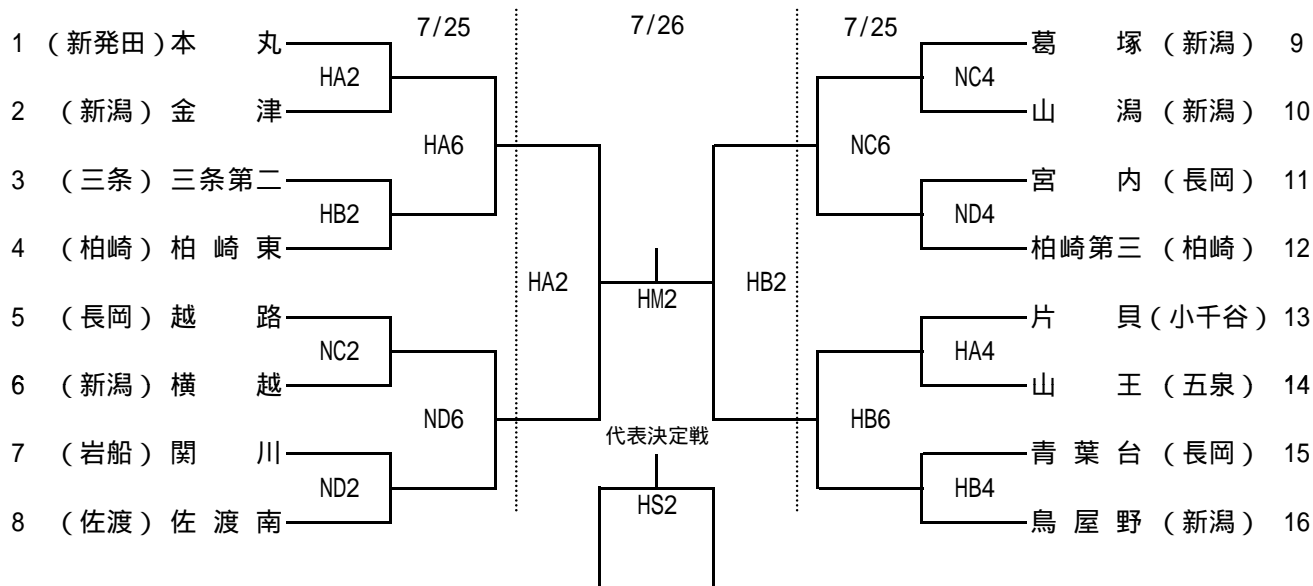 7/25 7/26 7/25
1 (新発田) 本丸 葛塚 (新潟) 9
HA2 NC4
2 (新潟) 金津 山潟 (新潟) 10
HA6 NC6
3 (三条) 三条第二 宮内 (長岡) 11
HB2 ND4
4 (柏崎) 柏崎東 柏崎第三 (柏崎) 12
HA2 HM2 HB2
5 (長岡) 越路 片貝 (小千谷) 13
NC2 HA4
6 (新潟) 横越 山王 (五泉) 14
ND6 代表決定戦 HB6
7 (岩船) 関川 青葉台 (長岡) 15
ND2 HS2 HB4
8 (佐渡) 佐渡南 鳥屋野 (新潟) 16